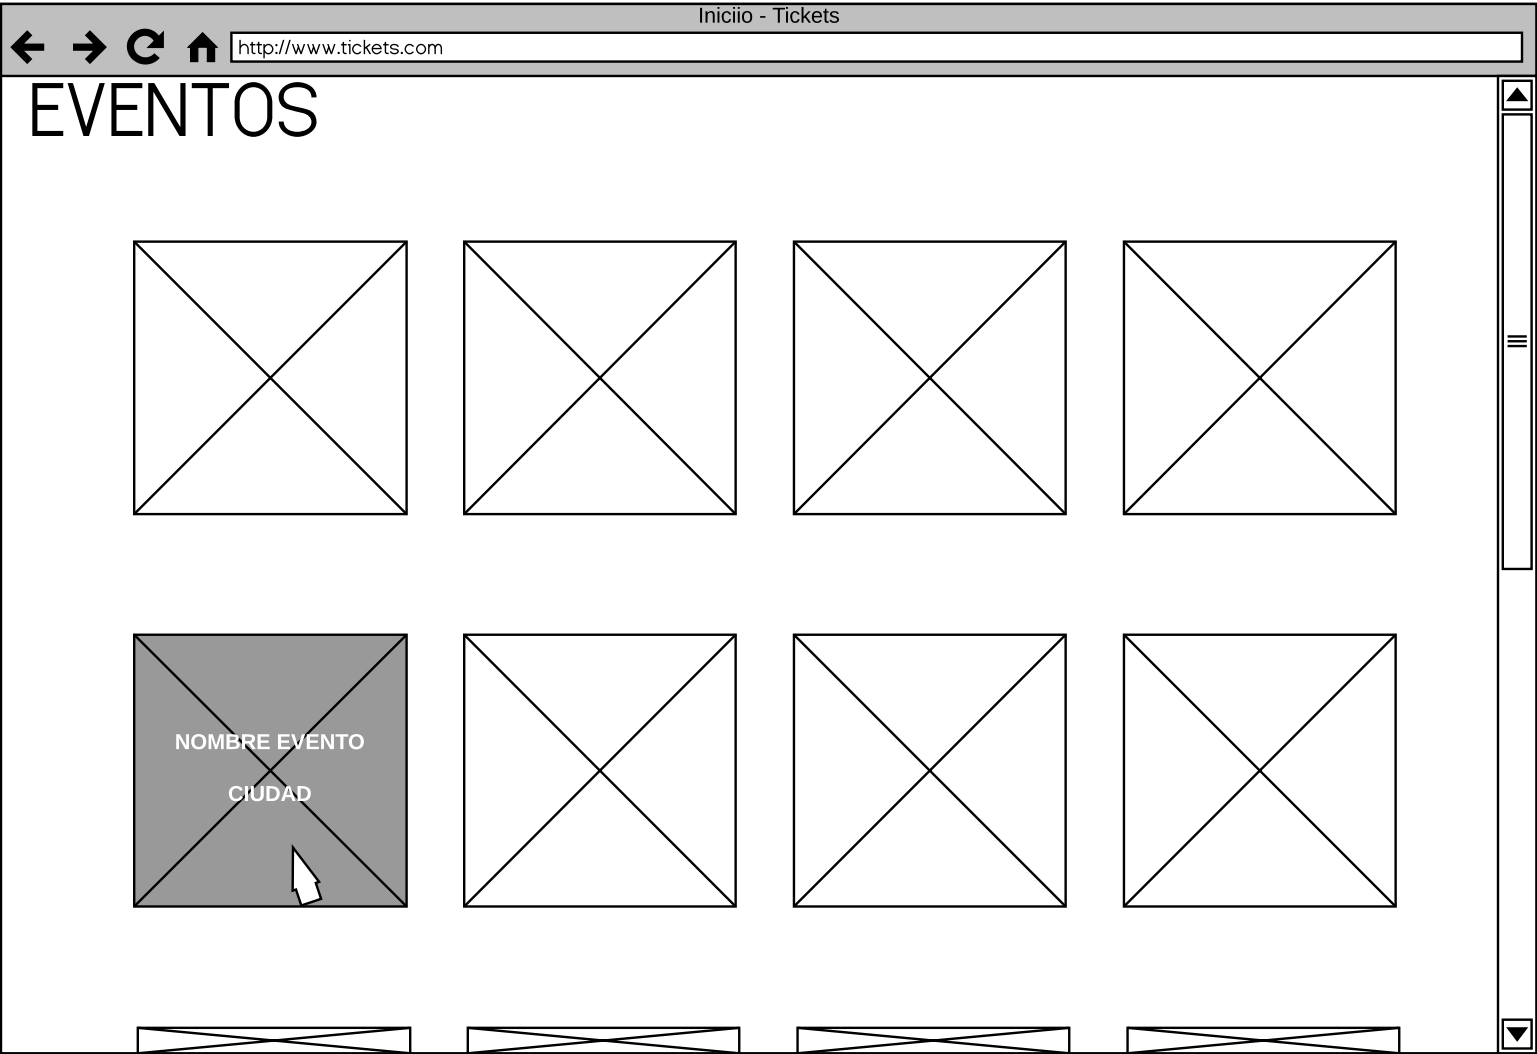 Iniciio - Tickets
http://www.tickets.com
EVENTOS
NOMBRE EVENTO
CIUDAD